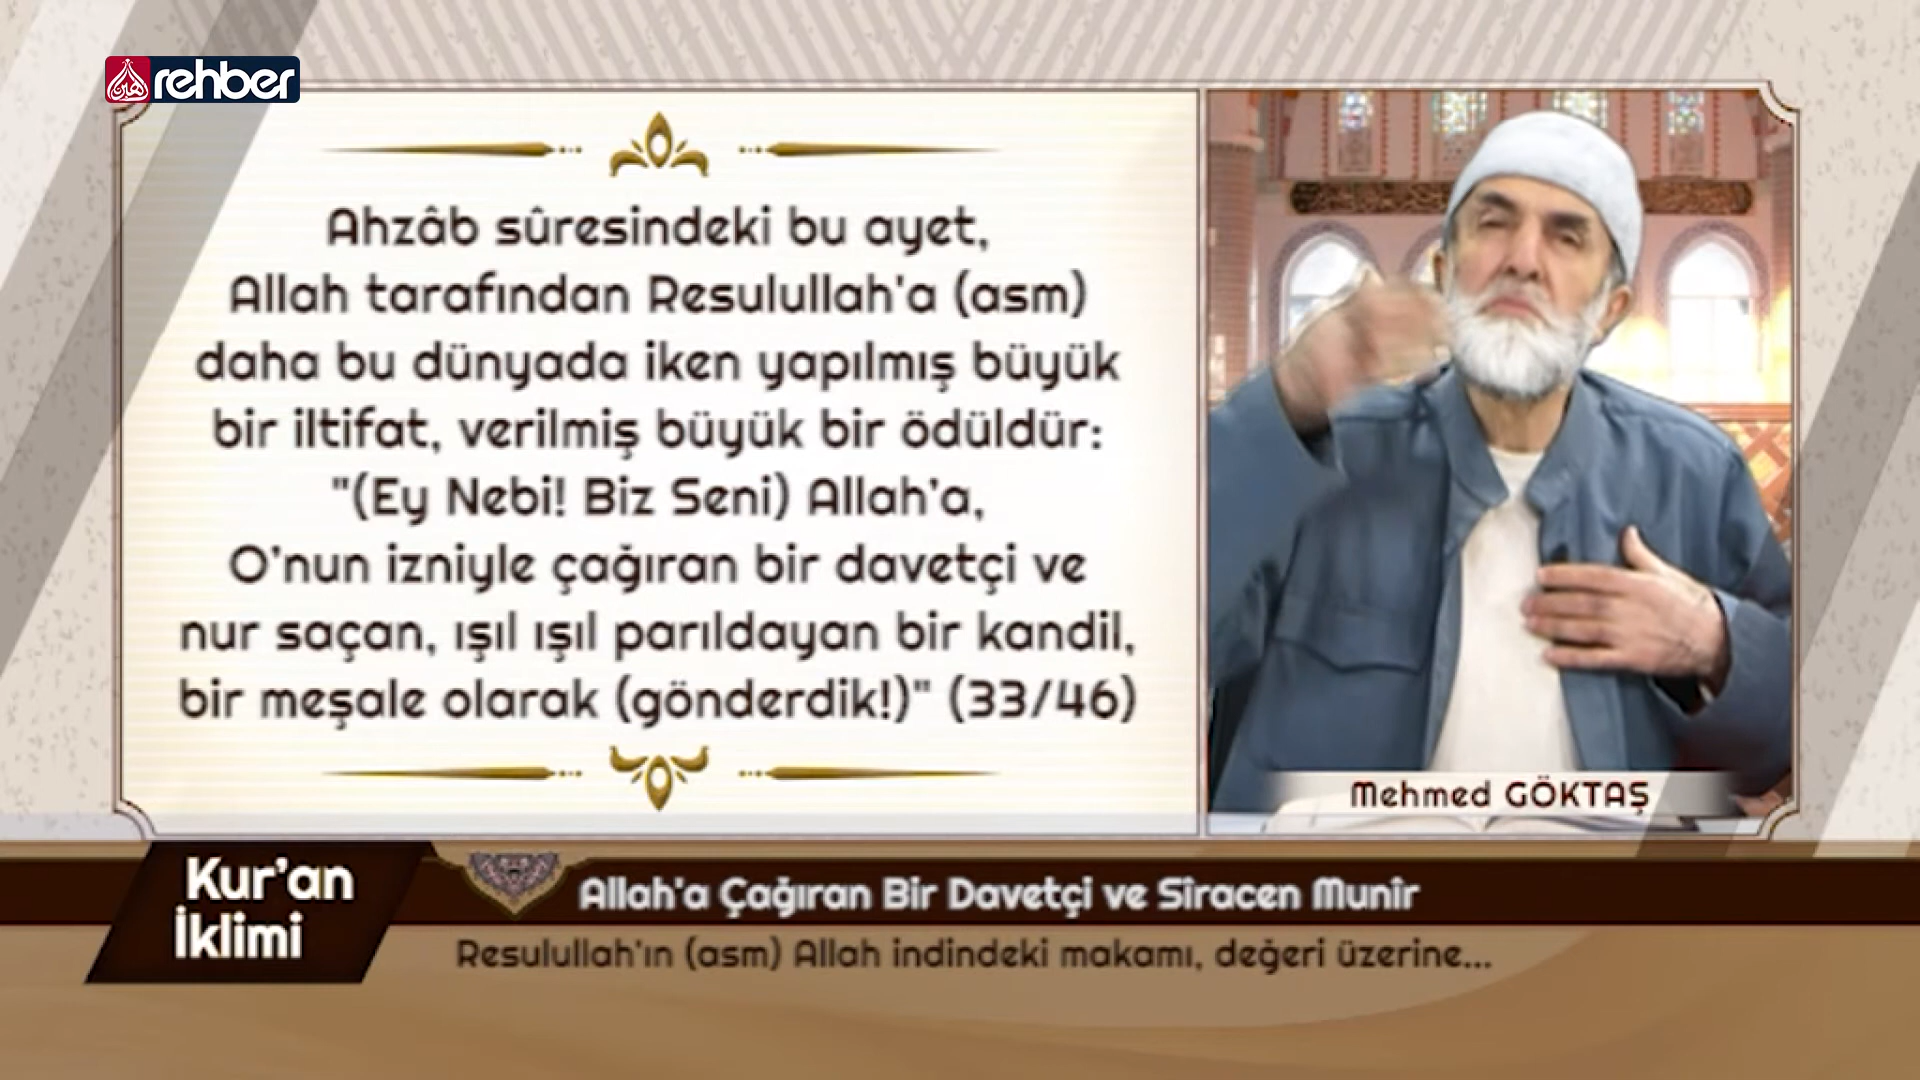 rehber
Ahzâb sûresindeki bu ayet,
Allah tarafından Resulullah'a (asm)
daha bu dünyada iken yapılmış büyük
bir iltifat, verilmiş büyük bir ödüldür:
"(Ey Nebi! Biz Seni) Allah'a,
O'nun izniyle çağıran bir davetçi ve
nur saçan, ışıl ışıl parıldayan bir kandil,
bir meşale olarak (gönderdik!)" (33/46)
Mehmed GÖKTAŞ
Kur'an
İklimi
Allah'a Çağıran Bir Davetçi ve Sîracen Munîr
Resulullah'ın (asm) Allah indindeki makamı, değeri üzerine...